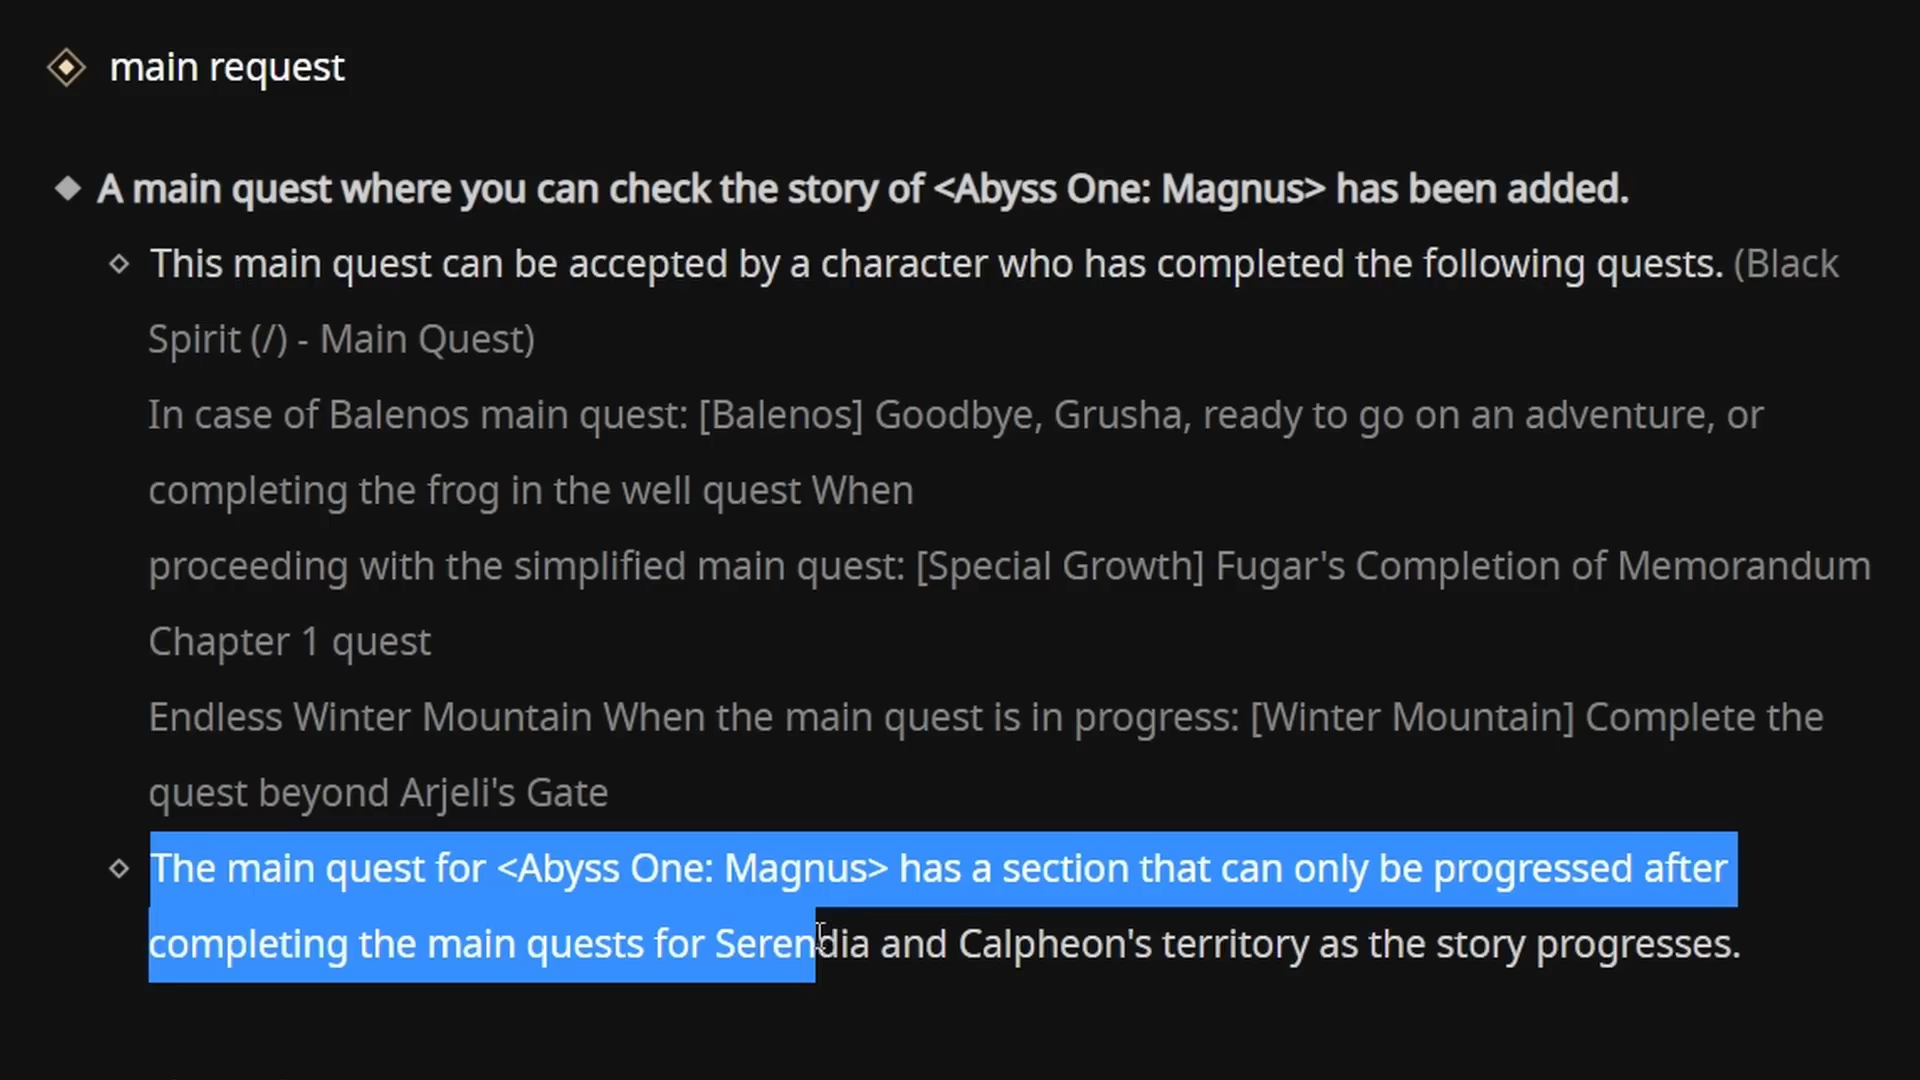 main request
A main quest where you can check the story of <Abyss One: Magnus> has been added.
This main quest can be accepted by a character who has completed the following quests. (Black
Spirit (/) - Main Quest)
In case of Balenos main quest: [Balenos] Goodbye, Grusha, ready to go on an adventure, or
completing the frog in the well quest When
proceeding with the simplified main quest: [Special Growth] Fugar's Completion of Memorandum
Chapter 1 quest
Endless Winter Mountain When the main quest is in progress: [Winter Mountain] Complete the
quest beyond Arjeli's Gate
The main quest for <Abyss One: Magnus> has a section that can only be progressed after
completing the main quests for Serendia and Calpheon's territory as the story progresses.